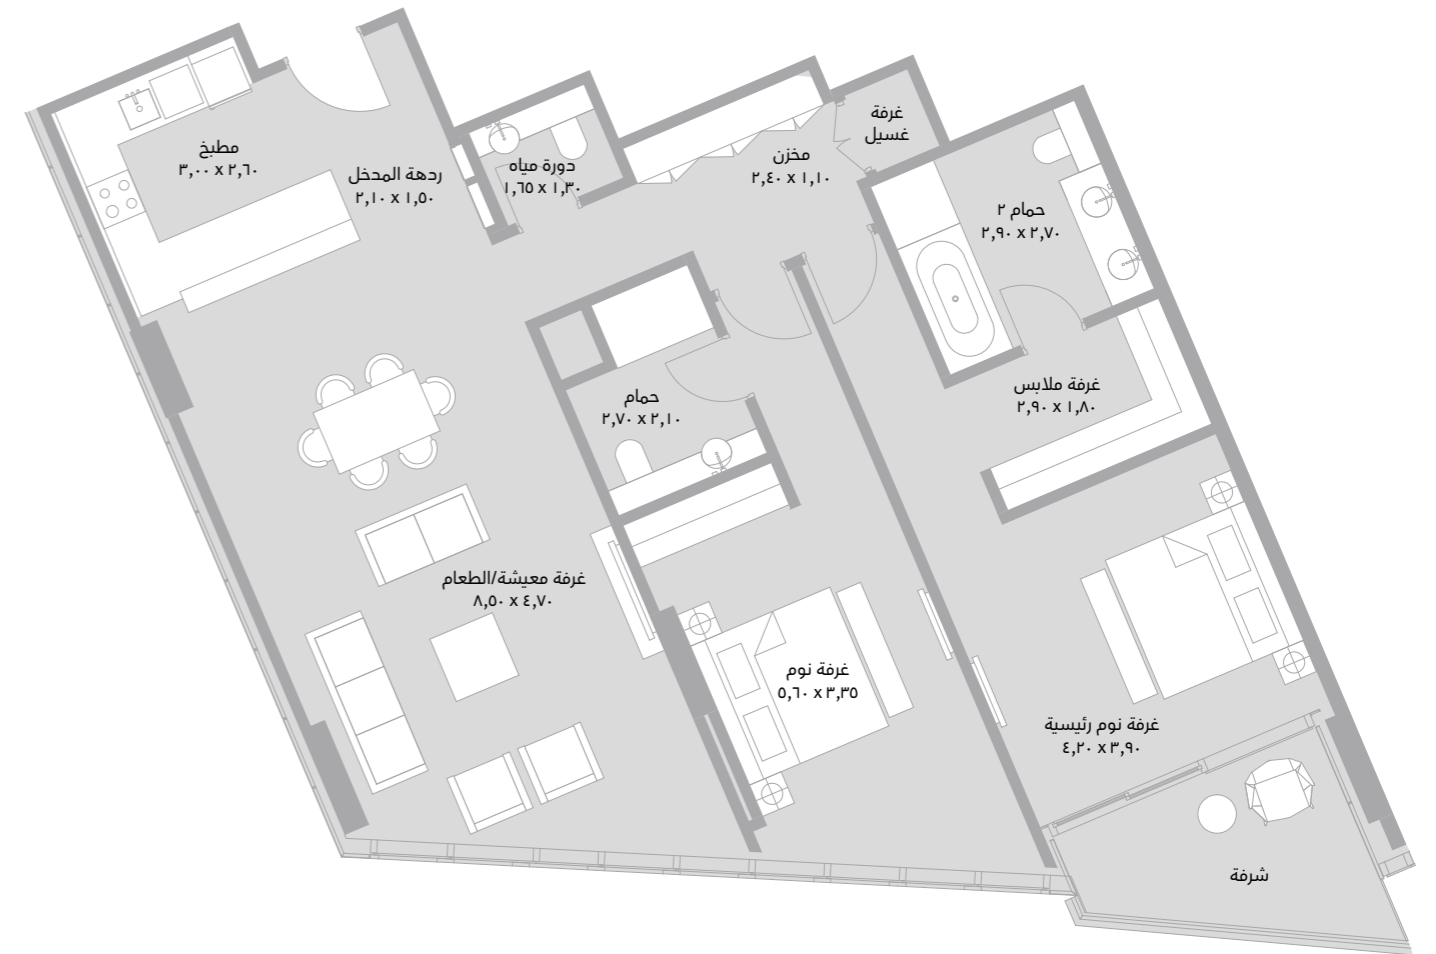 غرفة
غسيل
مطبخ
٣,٠٠ x ٢,٦٠
ردهة المدخل
٢,١٠ x ١,٥٠
دورة مياه
١,٦٥ x ١,٣٠
مخزن
٢,٤٠ x ١,١٠
حمام ٢
٢,٩٠ x ٢,٧٠
حمام
٢,٧٠ x ٢,١٠
غرفة ملابس
٢,٩٠ x ١,٨٠
غرفة معيشة/الطعام
٨,٥٠ x ٤,٧٠
غرفة نوم
٥,٦٠ x ٣,٣٥
غرفة نوم رئيسية
٤,٢٠ x ٣,٩٠
شرفة